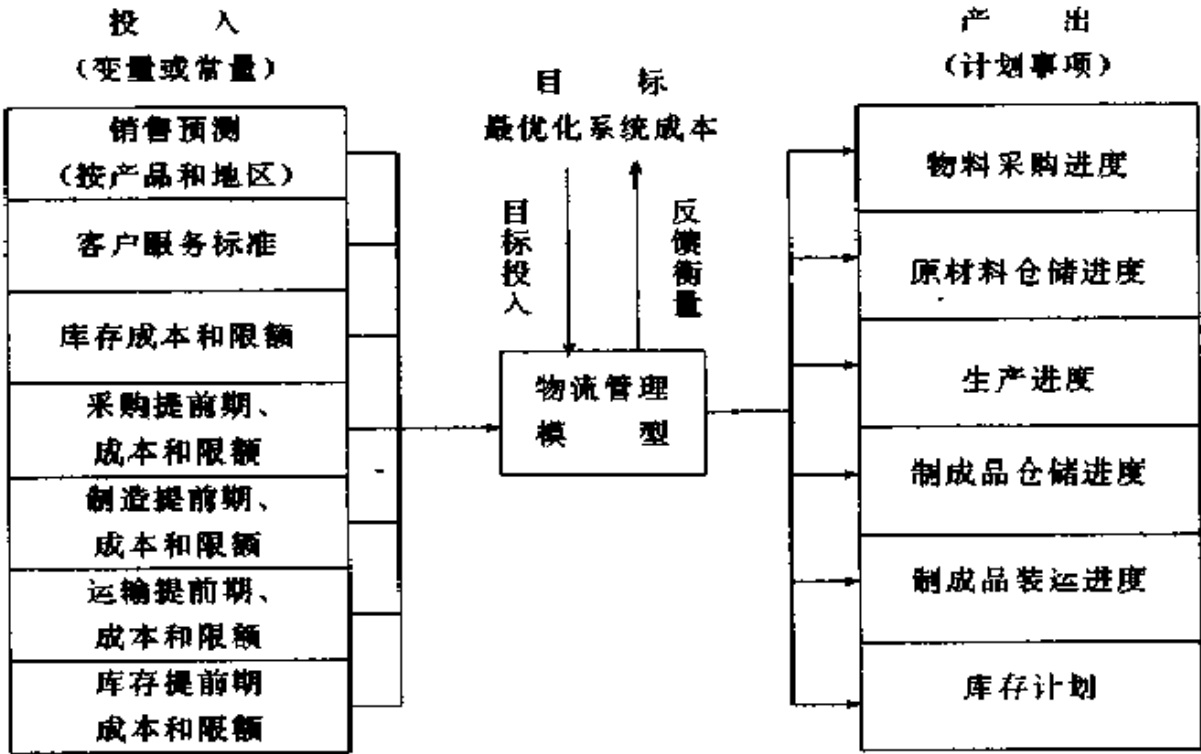 投 入
（变量或常量）
销售预测
（按产品和地区）
客户服务标准
库存成本和限额
采购提前期、
成本和限额
制造提前期、
成本和限额
运输提前期、
成本和限额
库存提前期
成本和限额
目 标
最优化系统成本
目标投入
反馈衡量
物流管理
模 型
产 出
（计划事项）
物料采购进度
原材料仓储进度
生产进度
制成品仓储进度
制成品装运进度
库存计划